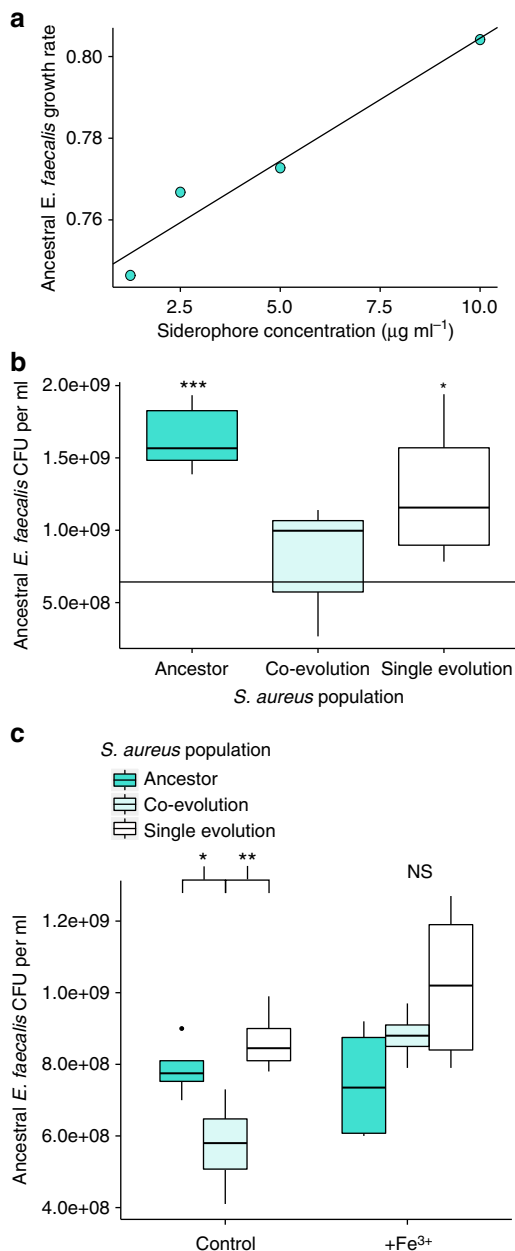 a
Ancestral E. faecalis growth rate
0.80
0.78
0.76
2.5 5.0 7.5 10.0
Siderophore concentration (μg ml⁻¹)
b
Ancestral E. faecalis CFU per ml
2.0e+09
1.5e+09
1.0e+09
5.0e+08
*** *
Ancestor Co-evolution Single evolution
S. aureus population
c
S. aureus population
Ancestor
Co-evolution
Single evolution
* ** NS
Ancestral E. faecalis CFU per ml
1.2e+09
1.0e+09
8.0e+08
6.0e+08
4.0e+08
Control +Fe³⁺